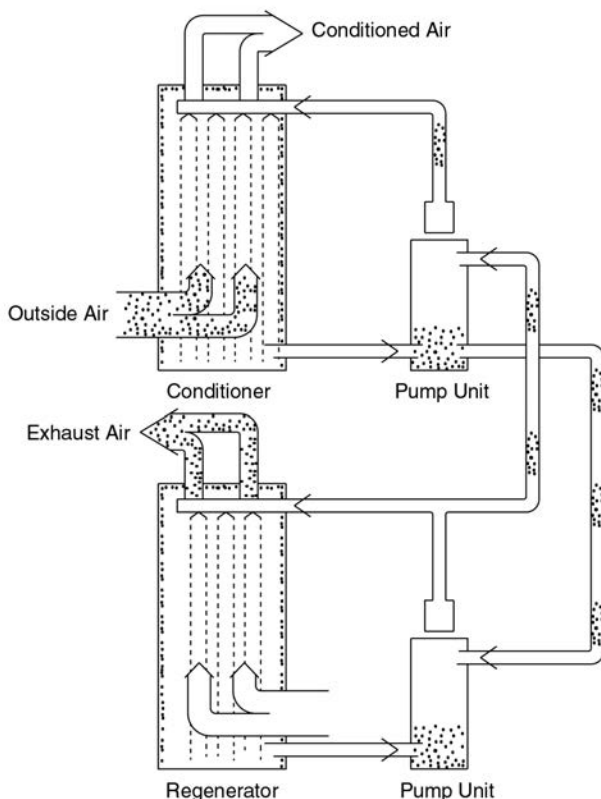 Conditioned Air
Outside Air
Conditioner
Pump Unit
Exhaust Air
Regenerator
Pump Unit